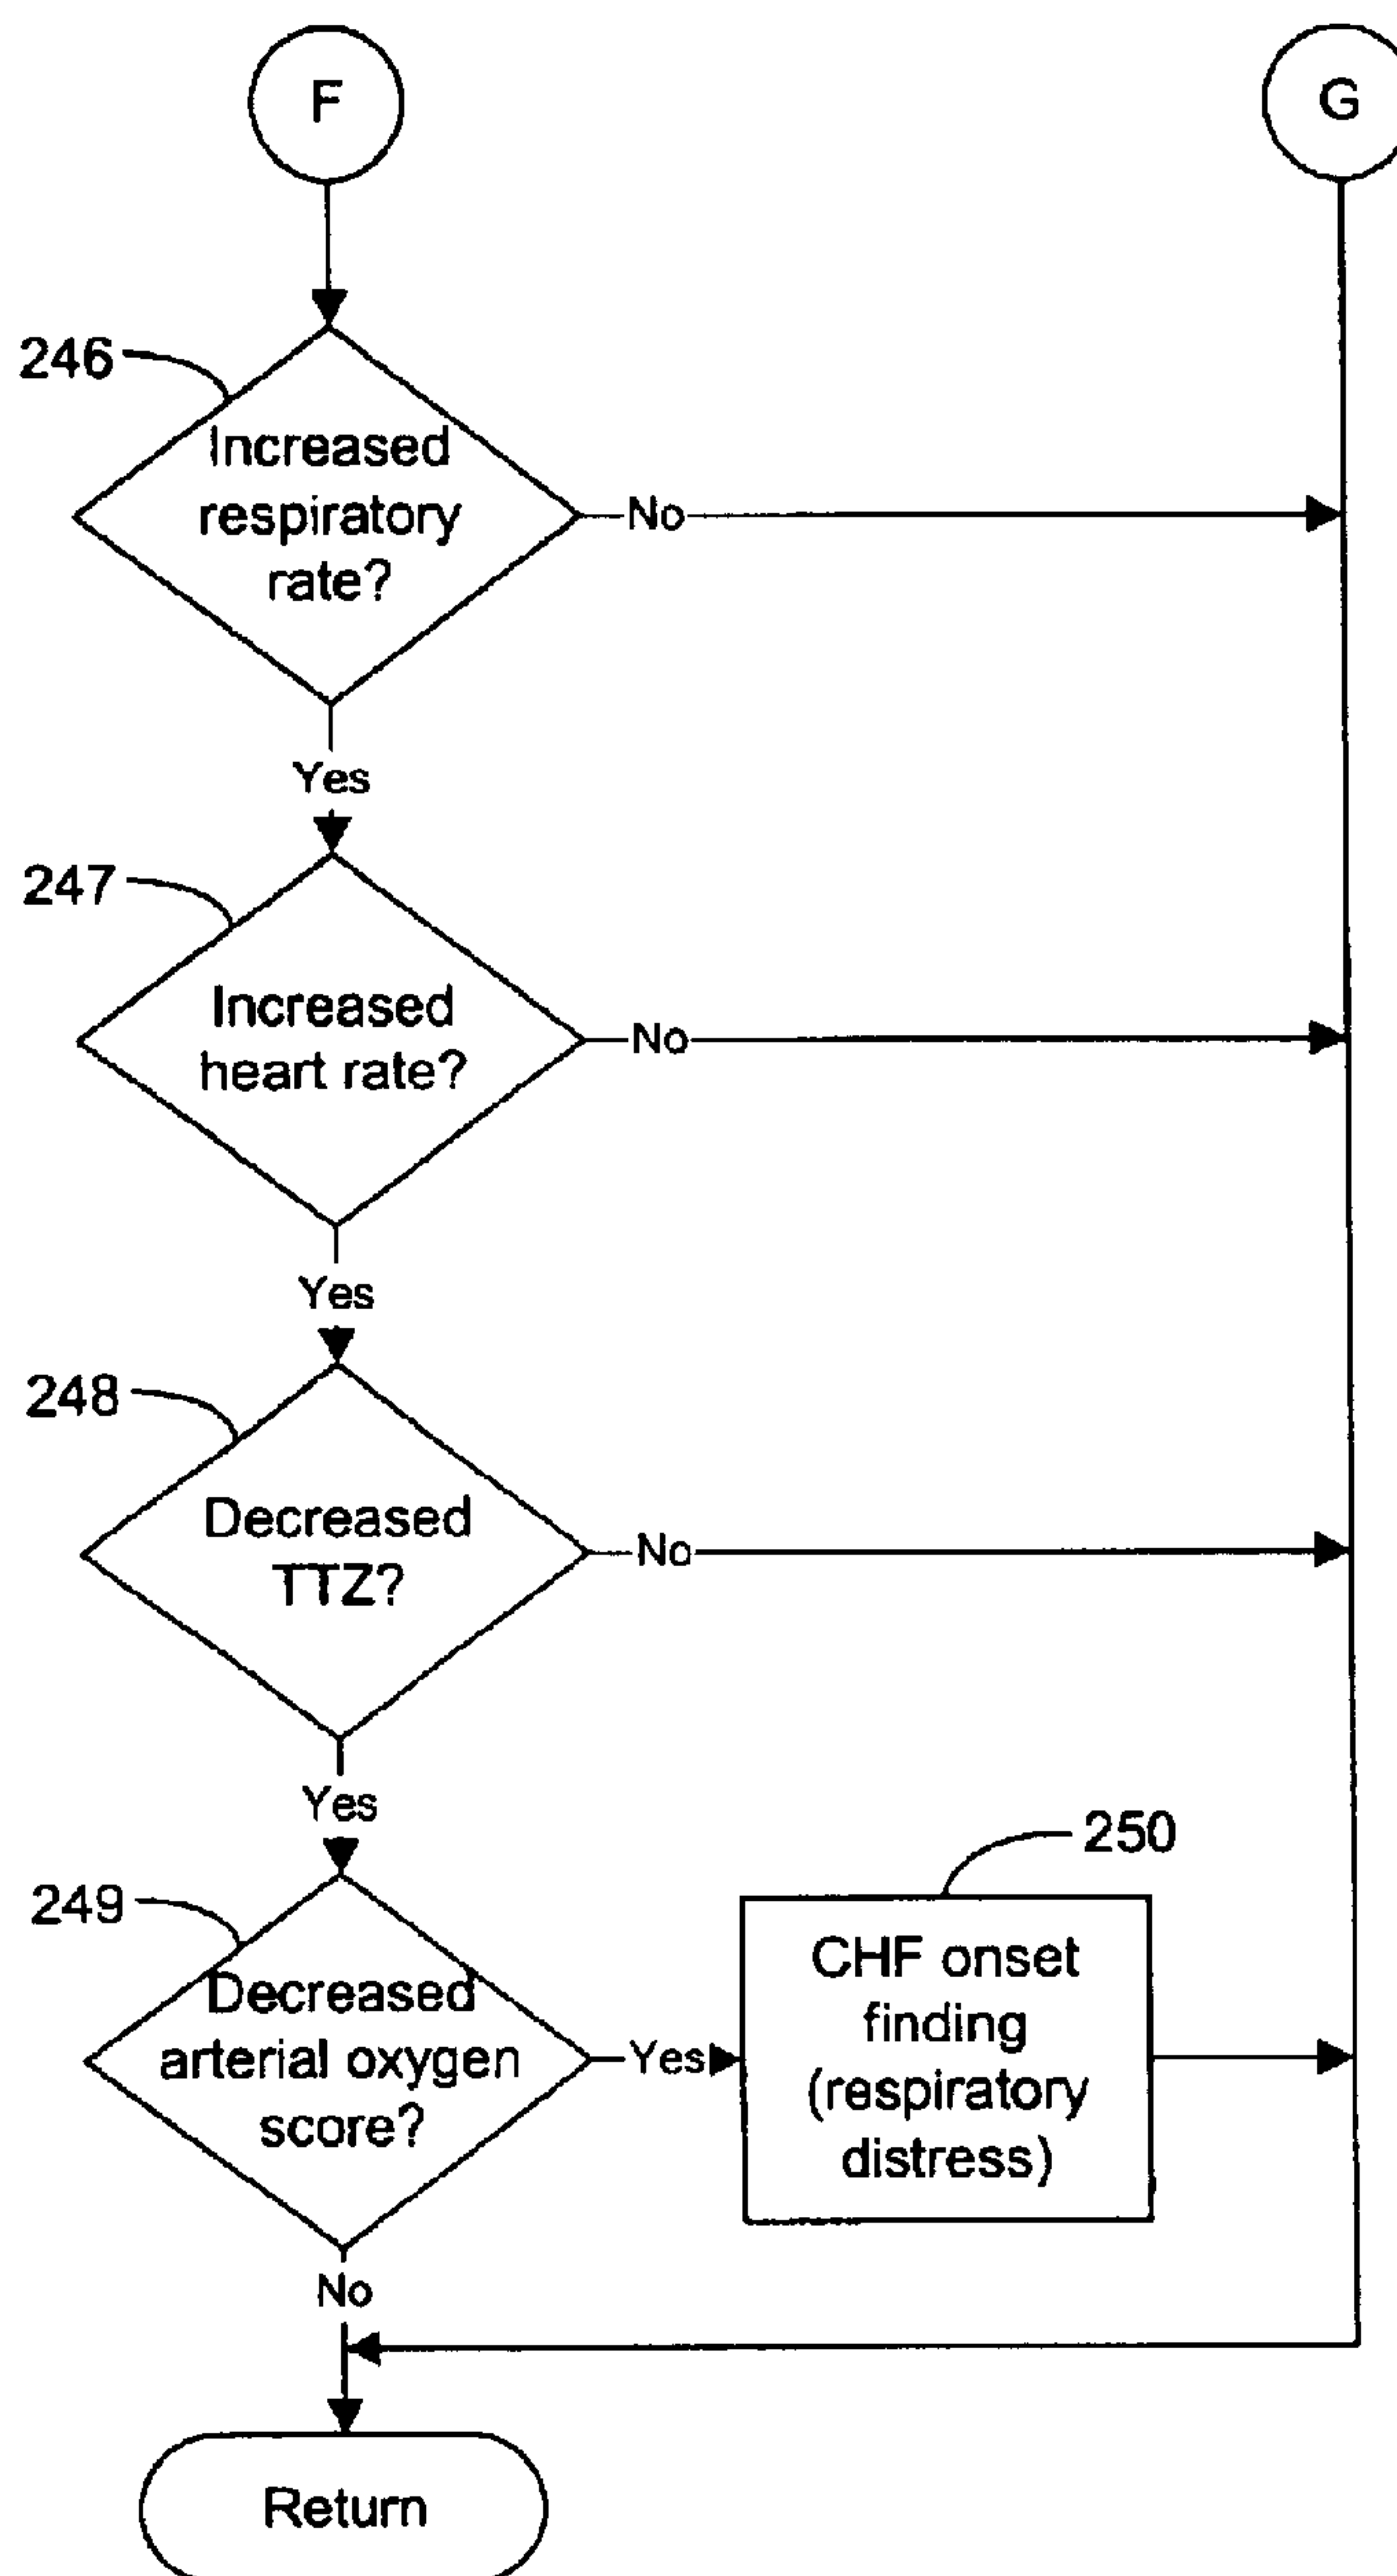 F
G
246
Increased
respiratory
rate?
No
Yes
247
Increased
heart rate?
No
Yes
248
Decreased
TTZ?
No
Yes
249
Decreased
arterial oxygen
score?
Yes
250
CHF onset
finding
(respiratory
distress)
No
Return